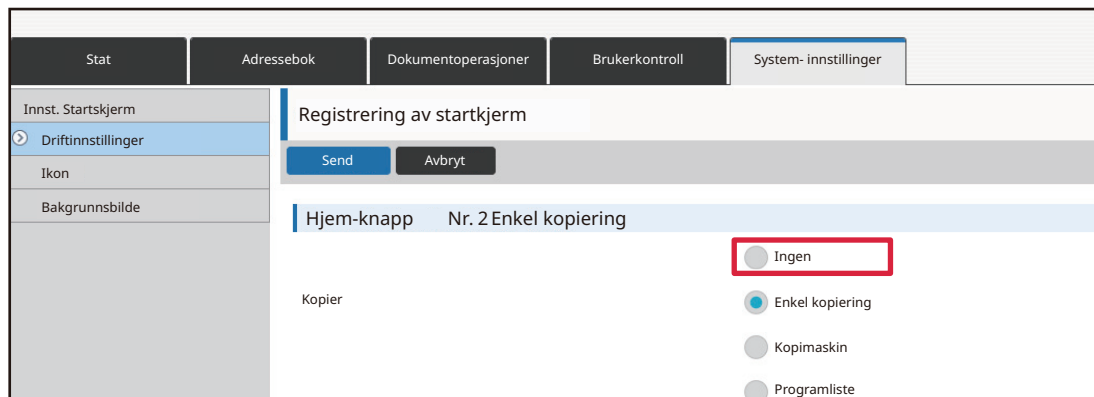 Stat
Adressebok
Dokumentoperasjoner
Brukerkontroll
System- innstillinger
Innst. Startskjerm
Driftinnstillinger
Ikon
Bakgrunnsbilde
Registrering av startkjerm
Send
Avbryt
Hjem-knapp Nr. 2 Enkel kopiering
Ingen
Kopier
Enkel kopiering
Kopimaskin
Programliste